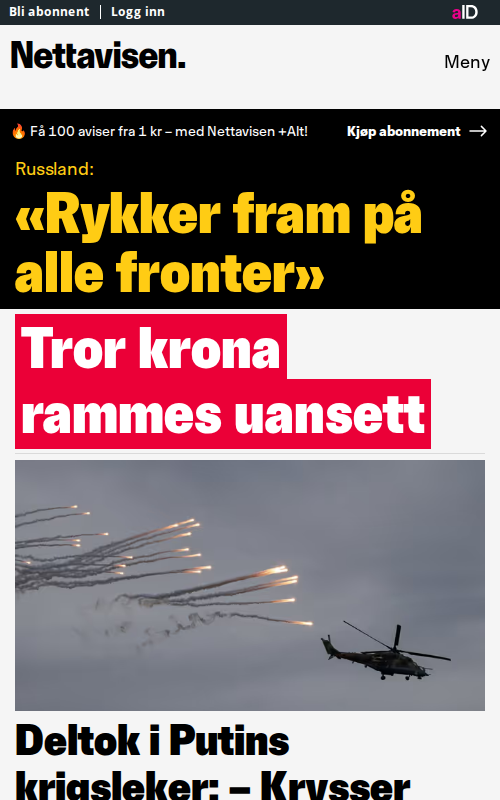 Bli abonnent | Logg inn
aID
Nettavisen.
Meny
🔥 Få 100 aviser fra 1 kr – med Nettavisen +Alt!
Kjøp abonnement →
Russland:
«Rykker fram på
alle fronter»
Tror krona
rammes uansett
Deltok i Putins
krigsleker: – Krysser